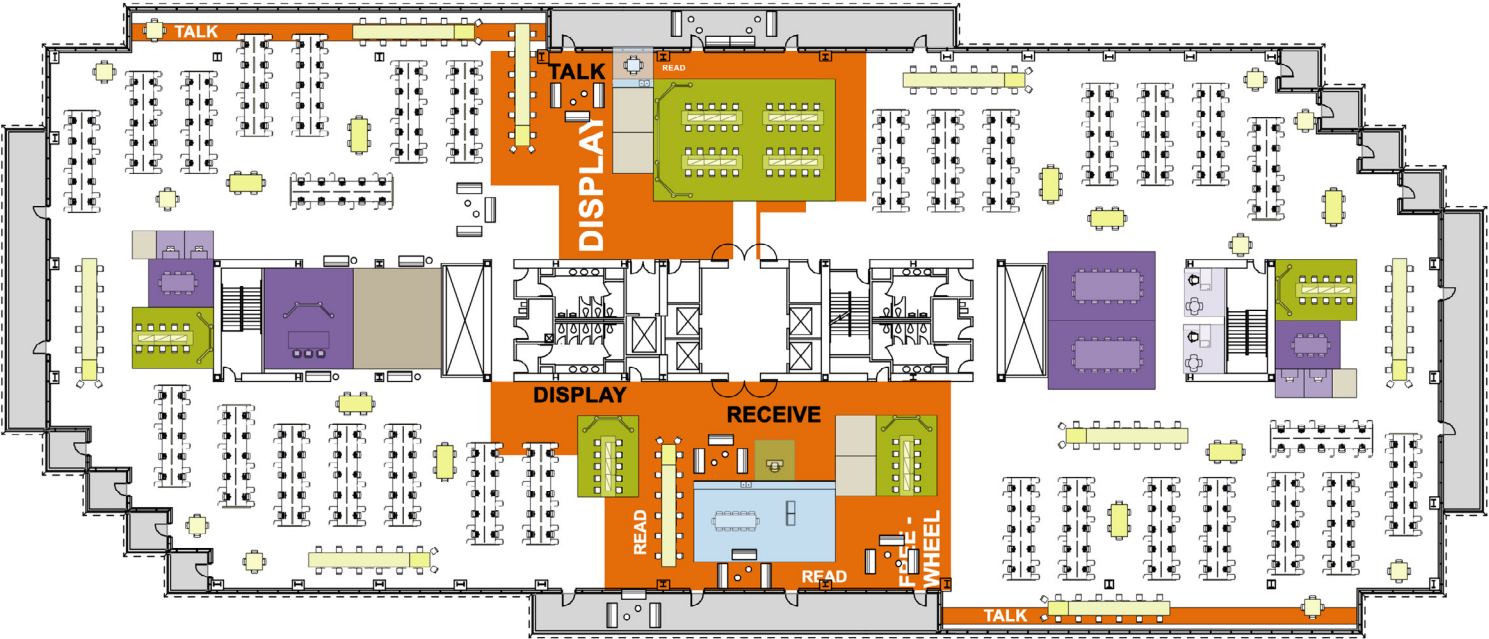 TALK
TALK
READ
DISPLAY
DISPLAY
RECEIVE
READ
FREE -
WHEEL
READ
TALK